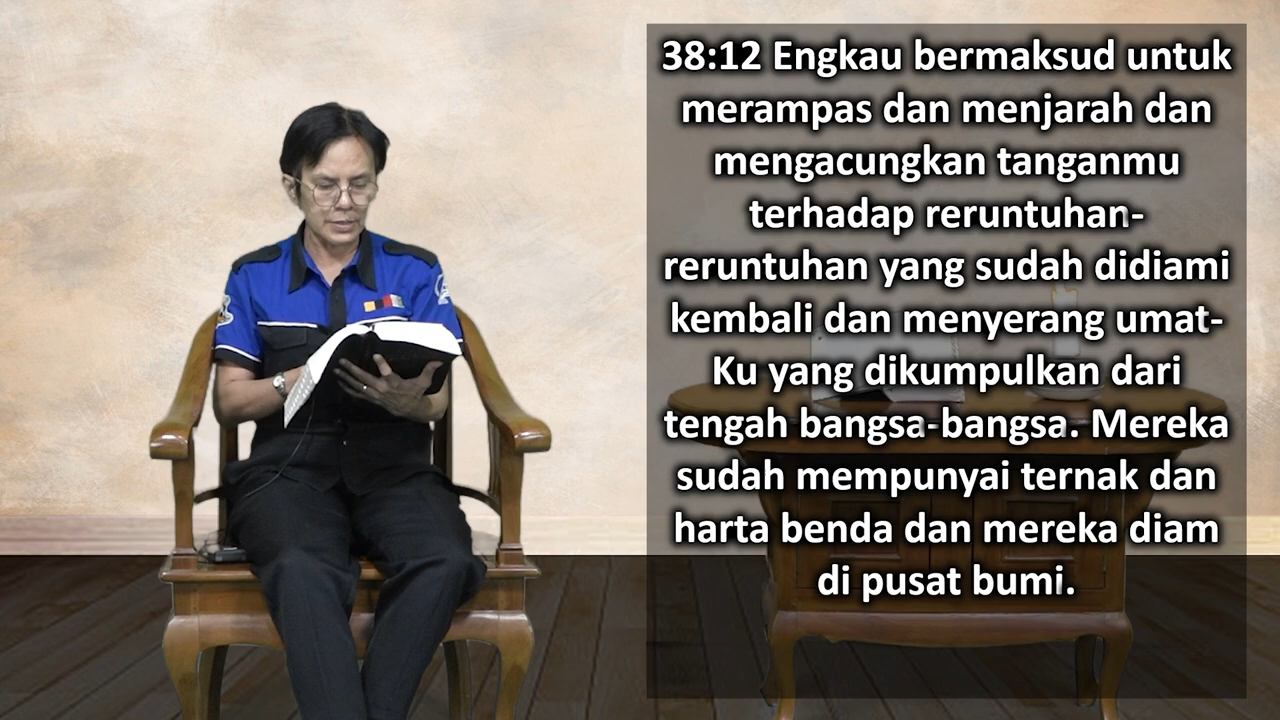 38:12 Engkau bermaksud untuk
merampas dan menjarah dan
mengacungkan tanganmu
terhadap reruntuhan-
reruntuhan yang sudah didiami
kembali dan menyerang umat-
Ku yang dikumpulkan dari
tengah bangsa-bangsa. Mereka
sudah mempunyai ternak dan
harta benda dan mereka diam
di pusat bumi.